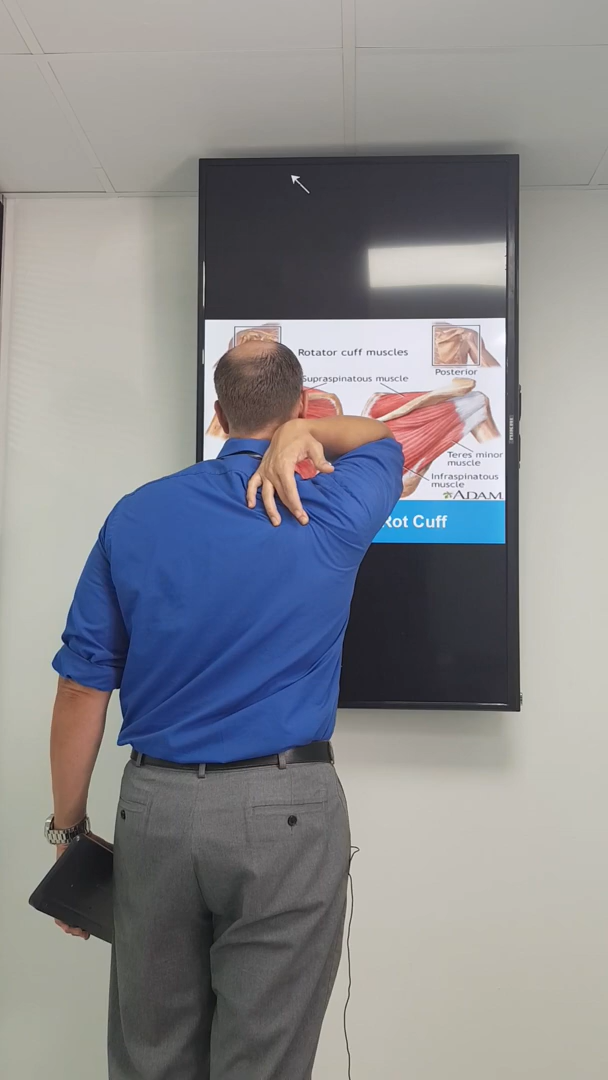 Rotator cuff muscles
Posterior
Supraspinatous muscle
Teres minor
muscle
Infraspinatous
muscle
ADAM
Rot Cuff